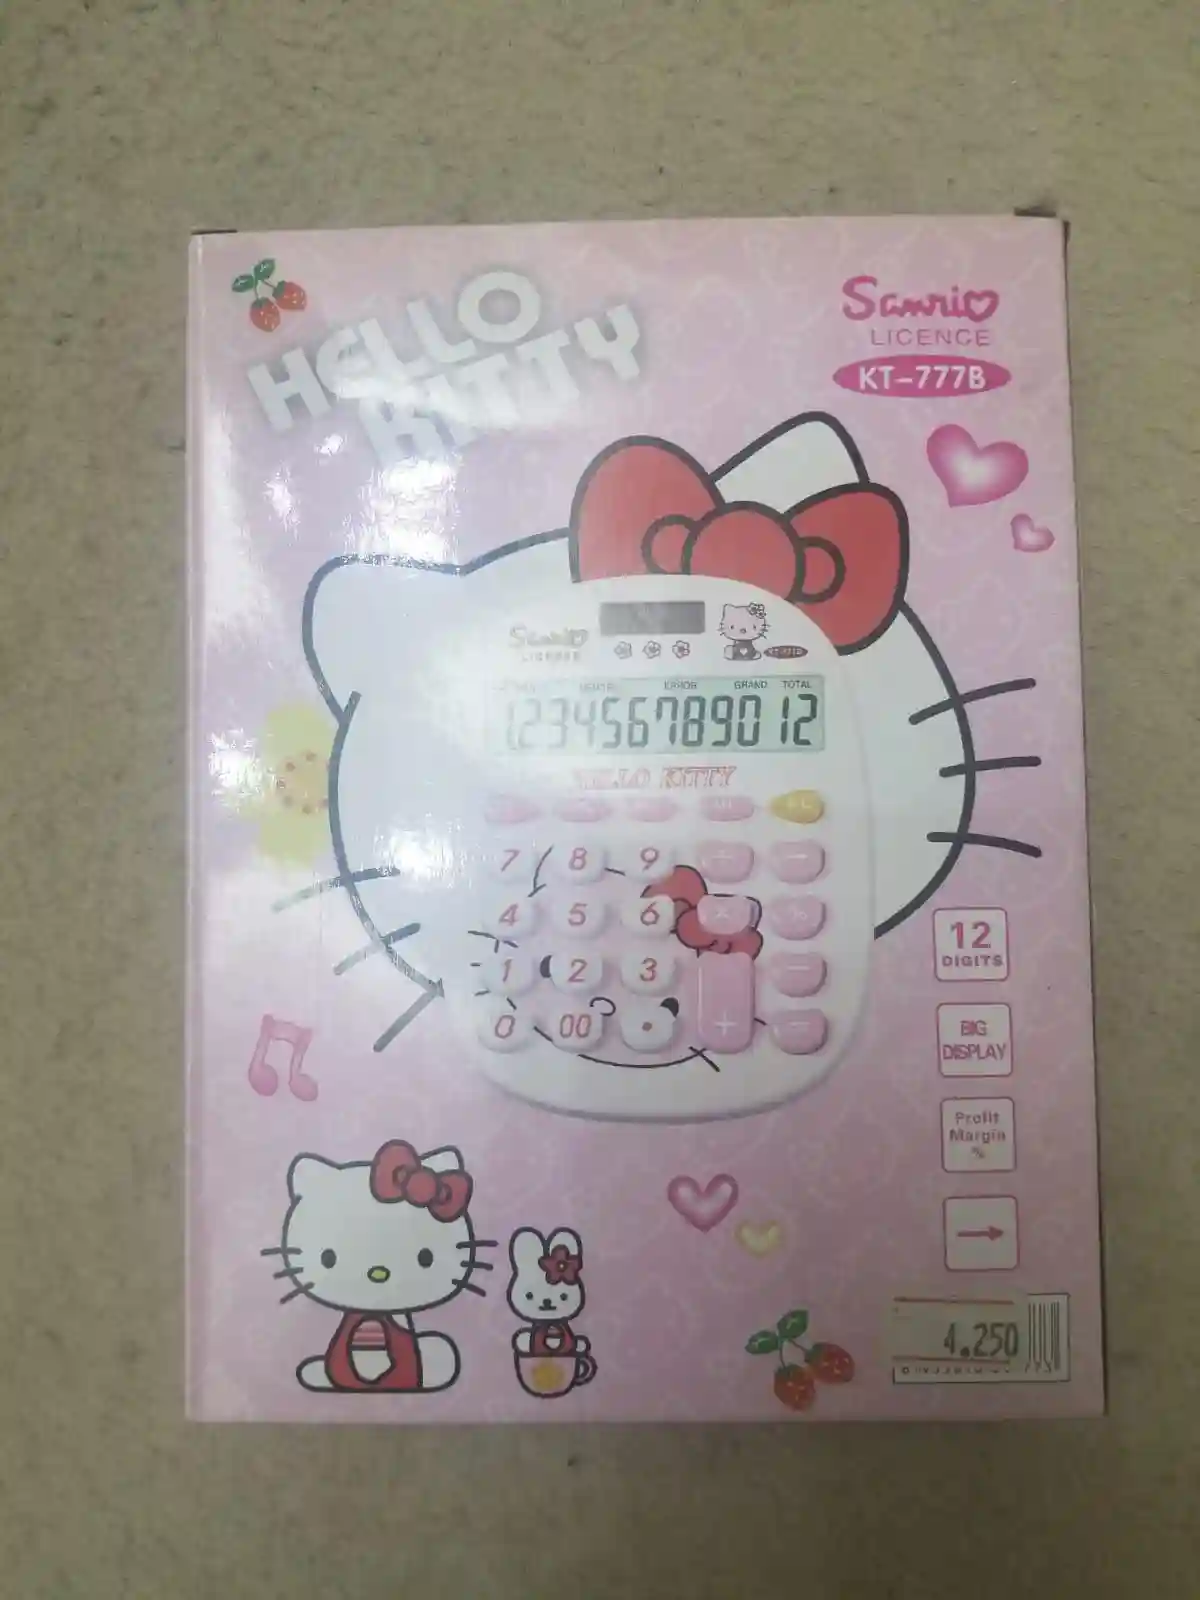 HELLO
KITTY
Sanrio
LICENCE
KT-777B
Sanrio
LICENCE
ERROR GRAND TOTAL
123456789012
HELLO KITTY
7 8 9
4 5 6 × %
1 2 3
0 00 . +
12
DIGITS
BIG
DISPLAY
Profit
Margin
%
4.250